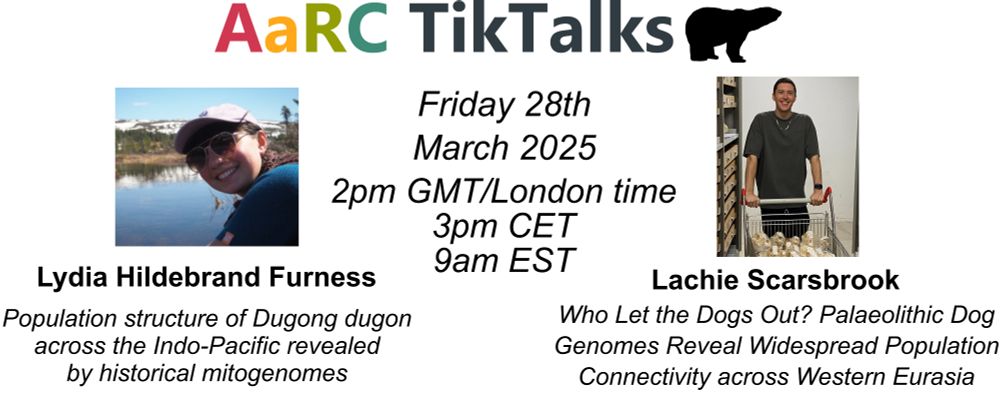 AaRC TikTalks
Friday 28th
March 2025
2pm GMT/London time
3pm CET
9am EST
Lydia Hildebrand Furness
Population structure of Dugong dugon
across the Indo-Pacific revealed
by historical mitogenomes
Lachie Scarsbrook
Who Let the Dogs Out? Palaeolithic Dog
Genomes Reveal Widespread Population
Connectivity across Western Eurasia